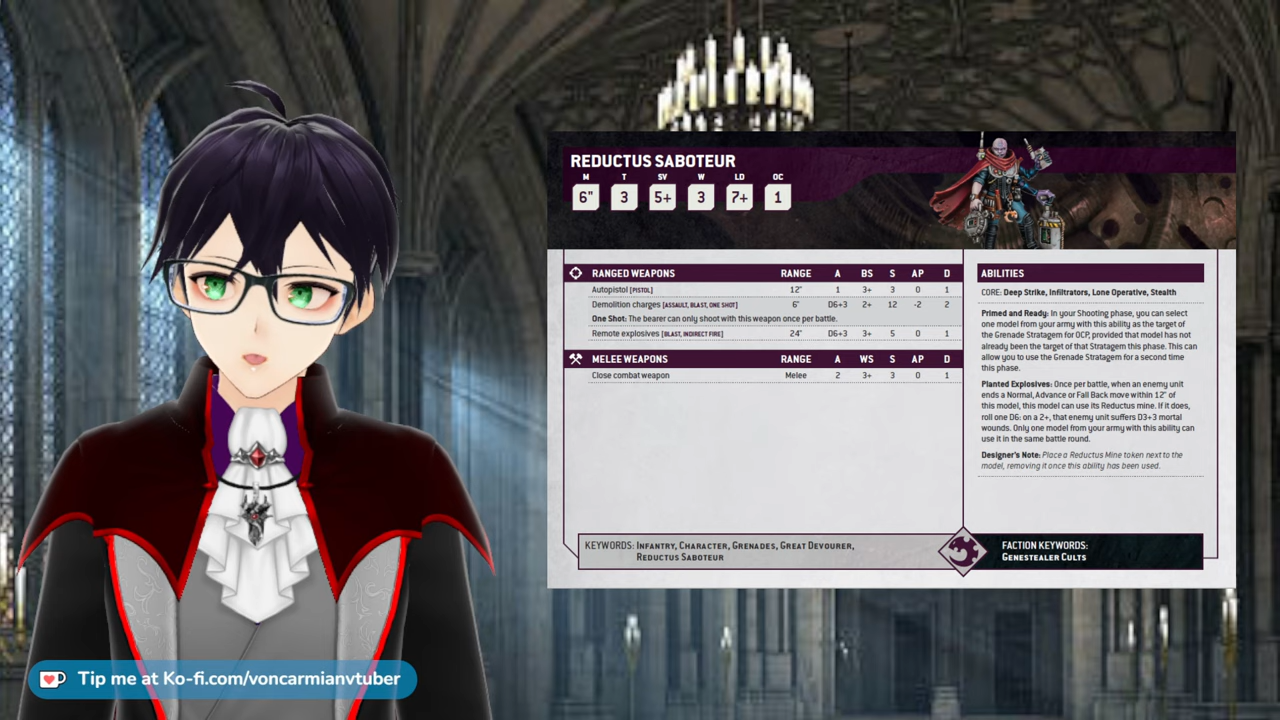 REDUCTUS SABOTEUR
M T SV W LD OC
6" 3 5+ 3 7+ 1
RANGED WEAPONS RANGE A BS S AP D
Autopistol [PISTOL] 12" 1 3+ 3 0 1
Demolition charges [ASSAULT, BLAST, ONE SHOT] 6" D6+3 2+ 12 -2 2
One Shot: The bearer can only shoot with this weapon once per battle.
Remote explosives [BLAST, INDIRECT FIRE] 24" D6+3 3+ 5 0 1
MELEE WEAPONS RANGE A WS S AP D
Close combat weapon Melee 2 3+ 3 0 1
ABILITIES
CORE: Deep Strike, Infiltrators, Lone Operative, Stealth
Primed and Ready: In your Shooting phase, you can select
one model from your army with this ability as the target of
the Grenade Stratagem for 0CP, provided that model has not
already been the target of that Stratagem this phase. This can
allow you to use the Grenade Stratagem for a second time
this phase.
Planted Explosives: Once per battle, when an enemy unit
ends a Normal, Advance or Fall Back move within 12" of
this model, this model can use its Reductus mine. If it does,
roll one D6: on a 2+, that enemy unit suffers D3+3 mortal
wounds. Only one model from your army with this ability can
use it in the same battle round.
Designer's Note: Place a Reductus Mine token next to the
model, removing it once this ability has been used.
KEYWORDS: INFANTRY, CHARACTER, GRENADES, GREAT DEVOURER,
REDUCTUS SABOTEUR
FACTION KEYWORDS:
GENESTEALER CULTS
Tip me at Ko-fi.com/voncarmianvtuber